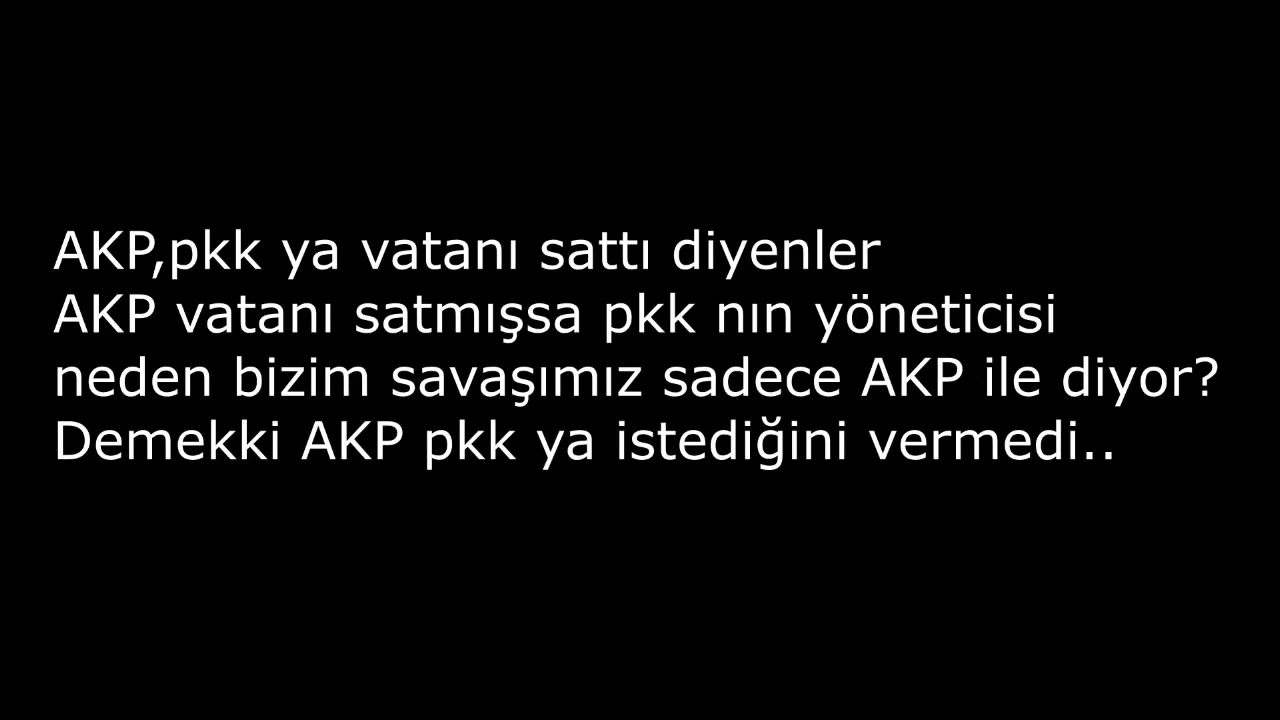 AKP,pkk ya vatanı sattı diyenler
AKP vatanı satmışsa pkk nın yöneticisi
neden bizim savaşımız sadece AKP ile diyor?
Demekki AKP pkk ya istediğini vermedi..